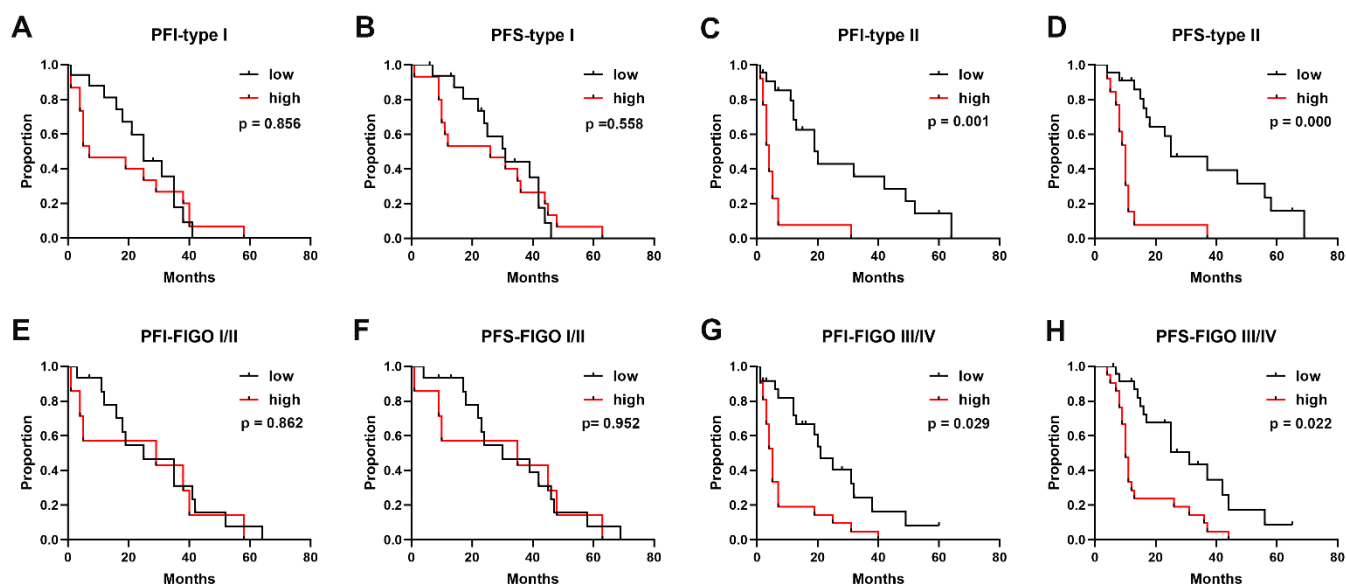 A
PFI-type I
1.0
0.8
0.6
0.4
0.2
0.0
Proportion
0 20 40 60 80
Months
low
high
p = 0.856
B
PFS-type I
1.0
0.8
0.6
0.4
0.2
0.0
Proportion
0 20 40 60 80
Months
low
high
p =0.558
C
PFI-type II
1.0
0.8
0.6
0.4
0.2
0.0
Proportion
0 20 40 60 80
Months
low
high
p = 0.001
D
PFS-type II
1.0
0.8
0.6
0.4
0.2
0.0
Proportion
0 20 40 60 80
Months
low
high
p = 0.000
E
PFI-FIGO I/II
1.0
0.8
0.6
0.4
0.2
0.0
Proportion
0 20 40 60 80
Months
low
high
p = 0.862
F
PFS-FIGO I/II
1.0
0.8
0.6
0.4
0.2
0.0
Proportion
0 20 40 60 80
Months
low
high
p= 0.952
G
PFI-FIGO III/IV
1.0
0.8
0.6
0.4
0.2
0.0
Proportion
0 20 40 60 80
Months
low
high
p = 0.029
H
PFS-FIGO III/IV
1.0
0.8
0.6
0.4
0.2
0.0
Proportion
0 20 40 60 80
Months
low
high
p = 0.022